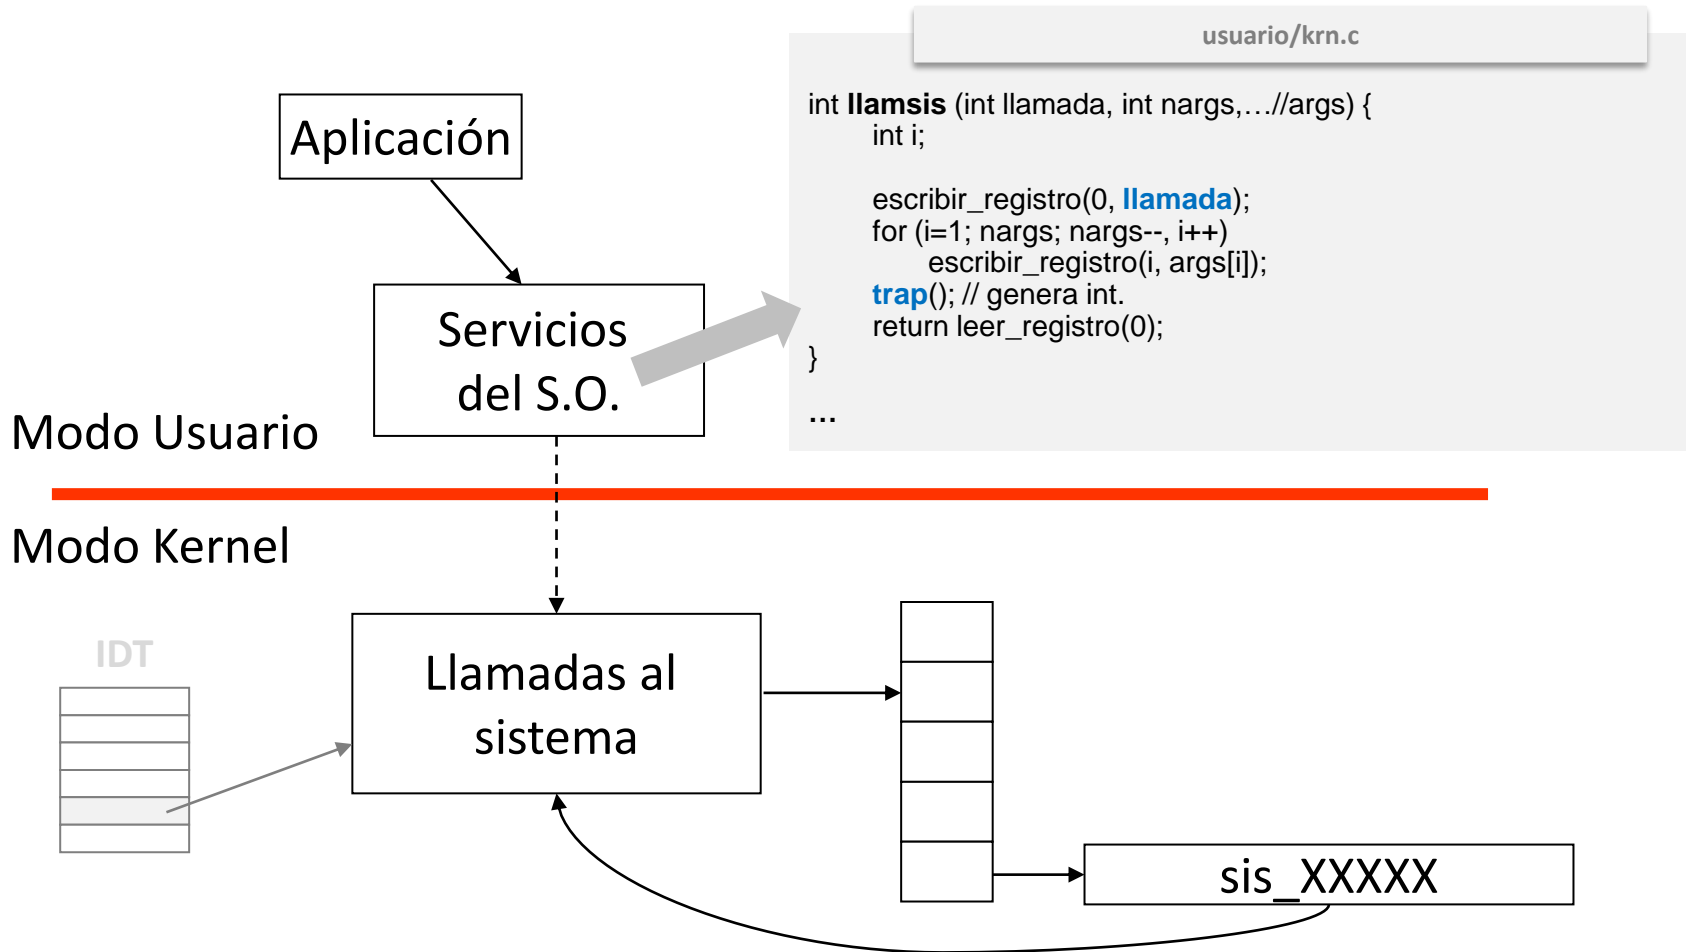 usuario/krn.c
int llamsis (int llamada, int nargs,…//args) {
int i;
escribir_registro(0, llamada);
for (i=1; nargs; nargs--, i++)
escribir_registro(i, args[i]);
trap(); // genera int.
return leer_registro(0);
}
…
Aplicación
Servicios
del S.O.
Modo Usuario
Modo Kernel
IDT
Llamadas al
sistema
sis_XXXXX